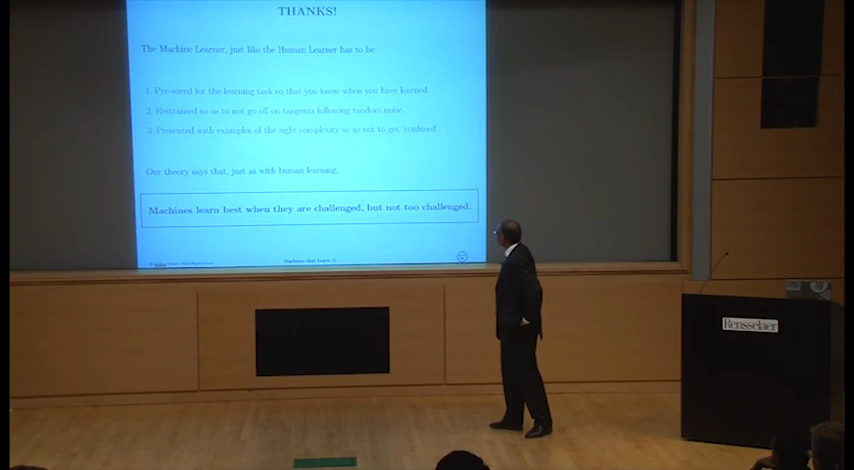 THANKS!
The Machine Learner, just like the Human Learner has to be:
1. Pre-wired for the learning task so that you know when you have learned
2. Restrained so as to not go off on tangents following random noise
3. Presented with examples of the right complexity so as not to get 'confused'.
Our theory says that, just as with human learning,
Machines learn best when they are challenged, but not too challenged.
Machines that learn:
Rensselaer